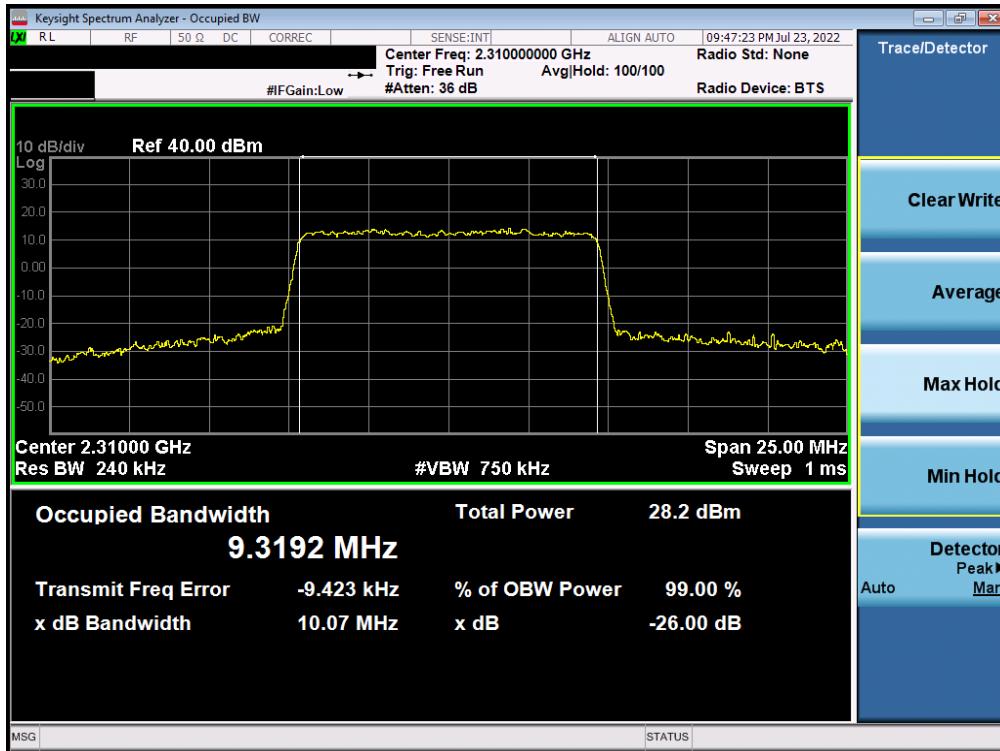 Keysight Spectrum Analyzer - Occupied BW
LXI RL RF 50 Ω DC CORREC SENSE:INT ALIGN AUTO 09:47:23 PM Jul 23, 2022
Center Freq: 2.310000000 GHz Radio Std: None
Trig: Free Run Avg|Hold: 100/100
#IFGain:Low #Atten: 36 dB Radio Device: BTS
10 dB/div Ref 40.00 dBm
Log
30.0
20.0
10.0
0.00
-10.0
-20.0
-30.0
-40.0
-50.0
Center 2.31000 GHz Span 25.00 MHz
Res BW 240 kHz #VBW 750 kHz Sweep 1 ms
Occupied Bandwidth Total Power 28.2 dBm
9.3192 MHz
Transmit Freq Error -9.423 kHz % of OBW Power 99.00 %
x dB Bandwidth 10.07 MHz x dB -26.00 dB
MSG STATUS
Trace/Detector
Clear Write
Average
Max Hold
Min Hold
Detector
Peak
Auto Man